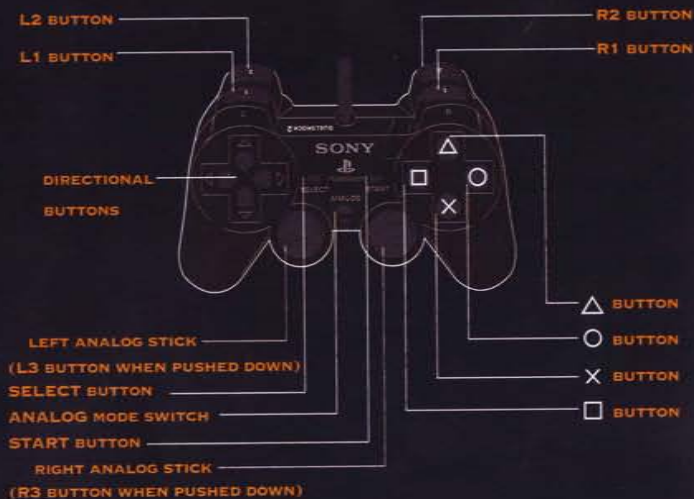 L2 BUTTON
L1 BUTTON
R2 BUTTON
R1 BUTTON
DUALSHOCK 2
SONY
SELECT
START
ANALOG
DIRECTIONAL
BUTTONS
LEFT ANALOG STICK
(L3 BUTTON WHEN PUSHED DOWN)
SELECT BUTTON
ANALOG MODE SWITCH
START BUTTON
RIGHT ANALOG STICK
(R3 BUTTON WHEN PUSHED DOWN)
△ BUTTON
○ BUTTON
✕ BUTTON
□ BUTTON